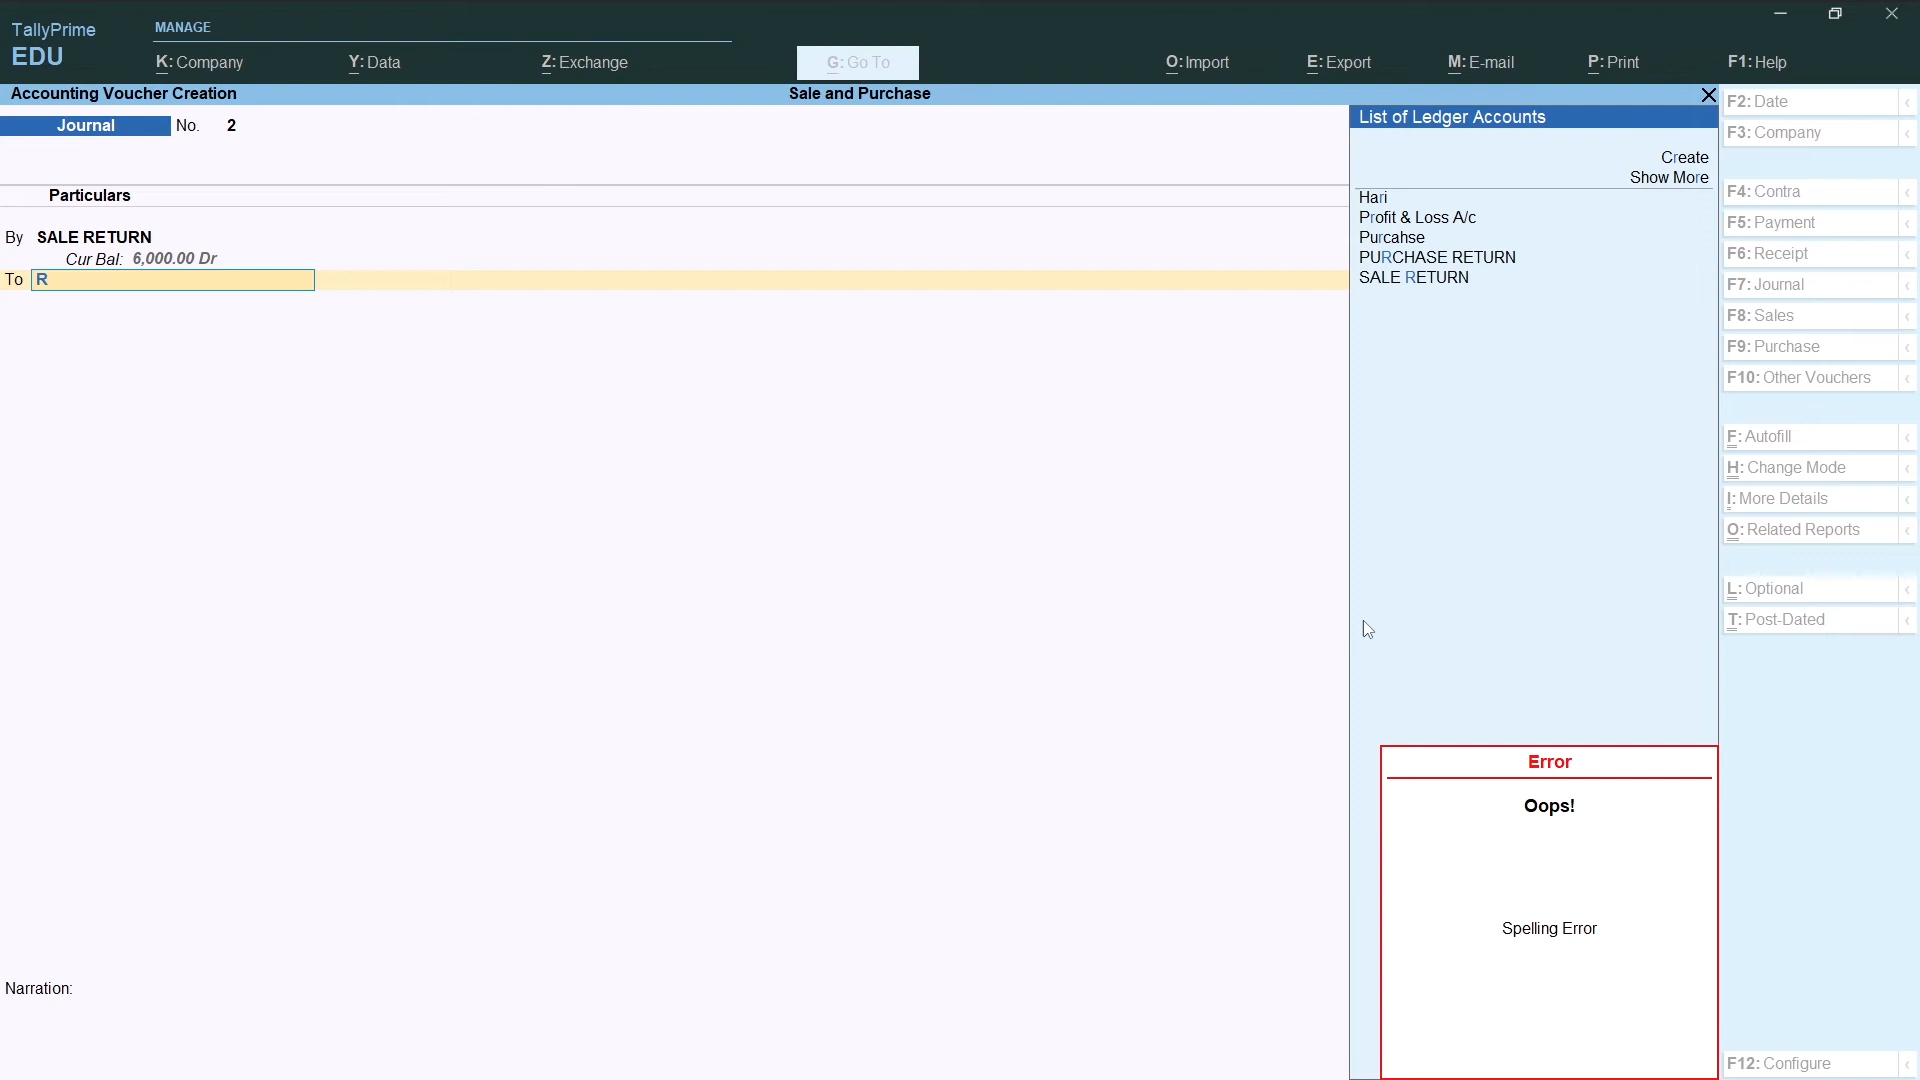 TallyPrime
EDU
MANAGE
K: Company
Y: Data
Z: Exchange
G: Go To
O: Import
E: Export
M: E-mail
P: Print
F1: Help
Accounting Voucher Creation
Sale and Purchase
Journal No. 2
Particulars
By SALE RETURN
Cur Bal: 6,000.00 Dr
To R
Narration:
List of Ledger Accounts
Create
Show More
Hari
Profit & Loss A/c
Purcahse
PURCHASE RETURN
SALE RETURN
Error
Oops!
Spelling Error
F2: Date
F3: Company
F4: Contra
F5: Payment
F6: Receipt
F7: Journal
F8: Sales
F9: Purchase
F10: Other Vouchers
F: Autofill
H: Change Mode
I: More Details
O: Related Reports
L: Optional
T: Post-Dated
F12: Configure